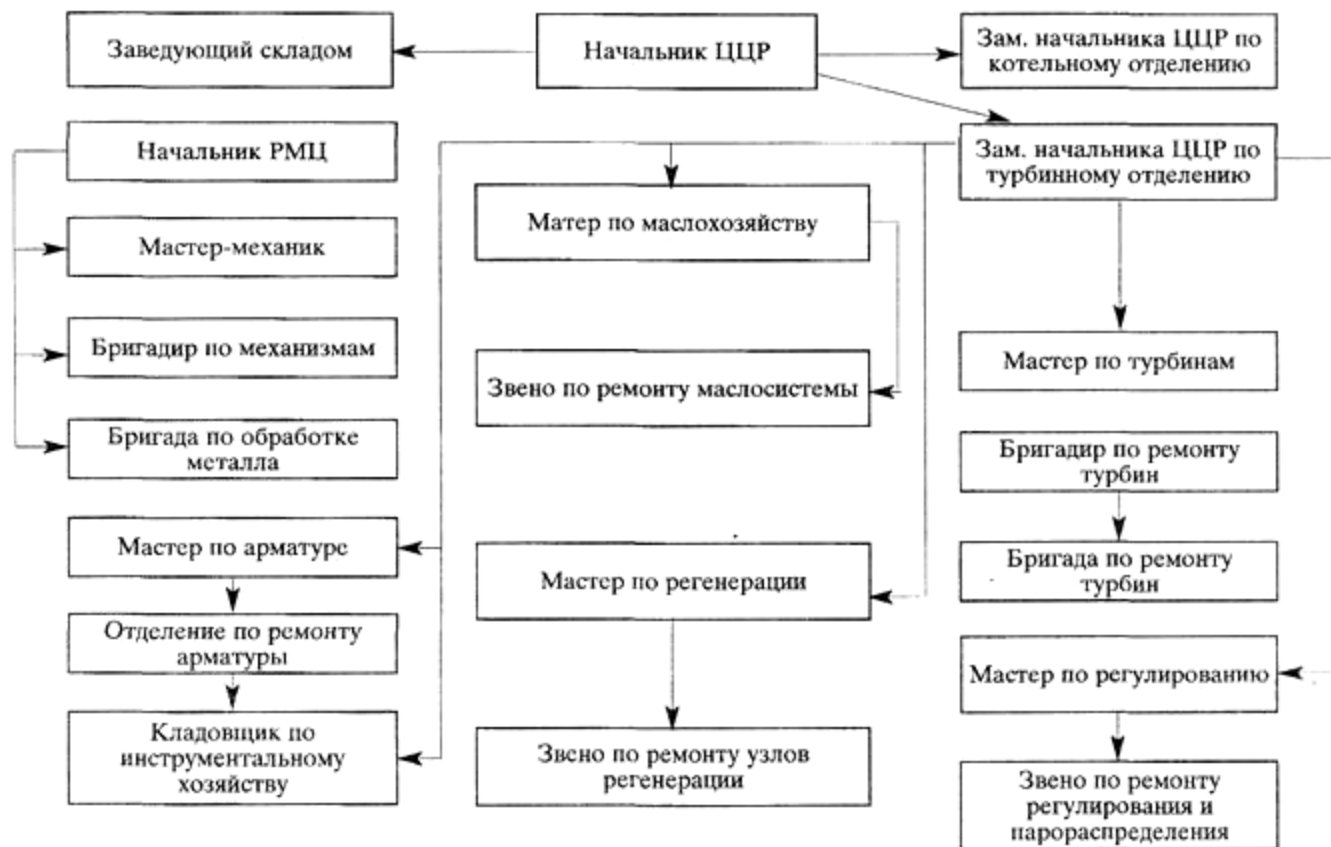 Заведующий складом
Начальник ЦЦР
Зам. начальника ЦЦР по
котельному отделению
Начальник РМЦ
Зам. начальника ЦЦР по
турбинному отделению
Матер по маслохозяйству
Мастер-механик
Бригадир по механизмам
Звено по ремонту маслосистемы
Мастер по турбинам
Бригада по обработке
металла
Бригадир по ремонту
турбин
Мастер по арматуре
Мастер по регенерации
Бригада по ремонту
турбин
Отделение по ремонту
арматуры
Мастер по регулированию
Кладовщик по
инструментальному
хозяйству
Звено по ремонту узлов
регенерации
Звено по ремонту
регулирования и
парораспределения